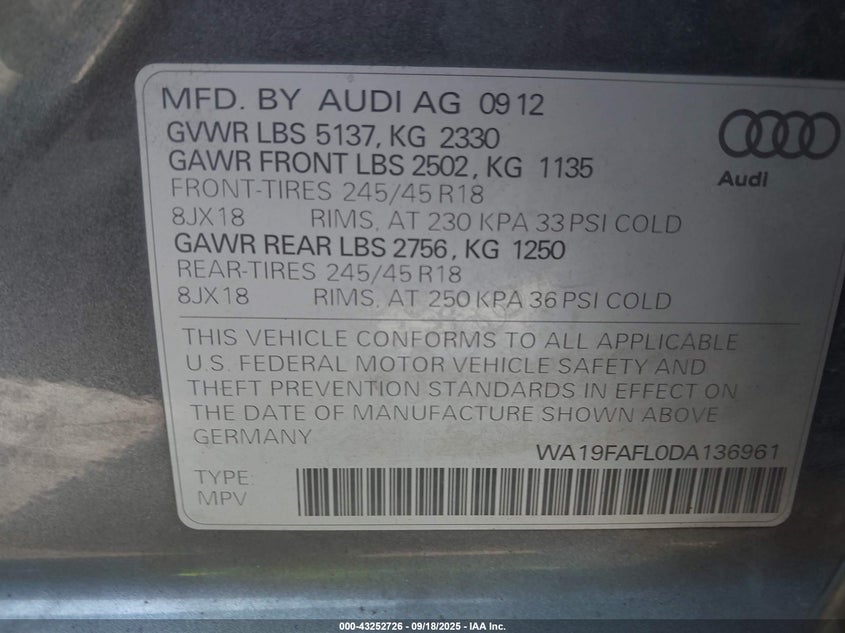 MFD. BY AUDI AG 09 12
GVWR LBS 5137, KG 2330
GAWR FRONT LBS 2502, KG 1135
FRONT-TIRES 245/45 R18
8JX18 RIMS, AT 230 KPA 33 PSI COLD
GAWR REAR LBS 2756, KG 1250
REAR-TIRES 245/45 R18
8JX18 RIMS, AT 250 KPA 36 PSI COLD
Audi
THIS VEHICLE CONFORMS TO ALL APPLICABLE
U.S. FEDERAL MOTOR VEHICLE SAFETY AND
THEFT PREVENTION STANDARDS IN EFFECT ON
THE DATE OF MANUFACTURE SHOWN ABOVE
GERMANY
WA19FAFL0DA136961
TYPE:
MPV
000-43252726 - 09/18/2025 - IAA Inc.